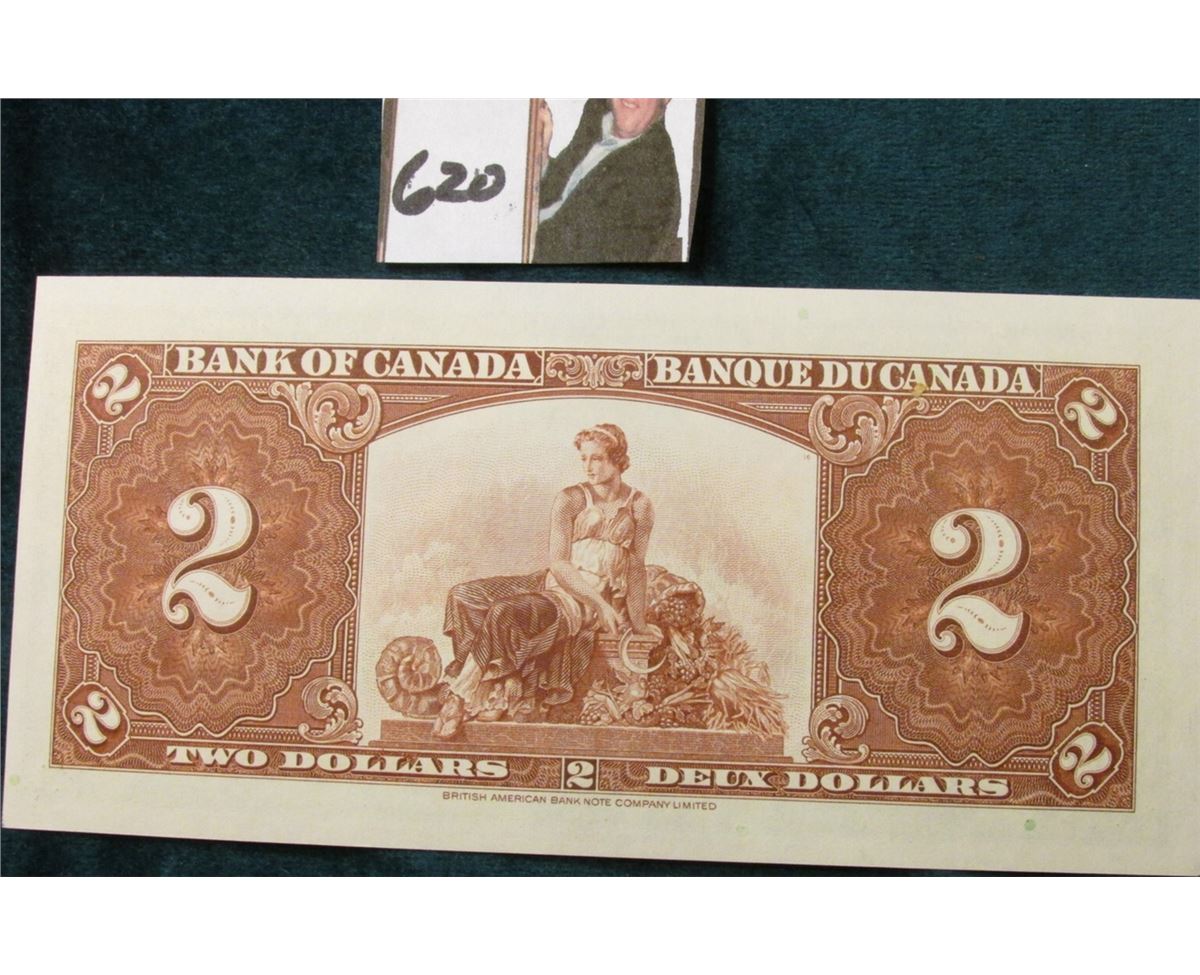 620
BANK OF CANADA BANQUE DU CANADA
2 2
2 2
2 2
TWO DOLLARS 2 DEUX DOLLARS
BRITISH AMERICAN BANK NOTE COMPANY LIMITED